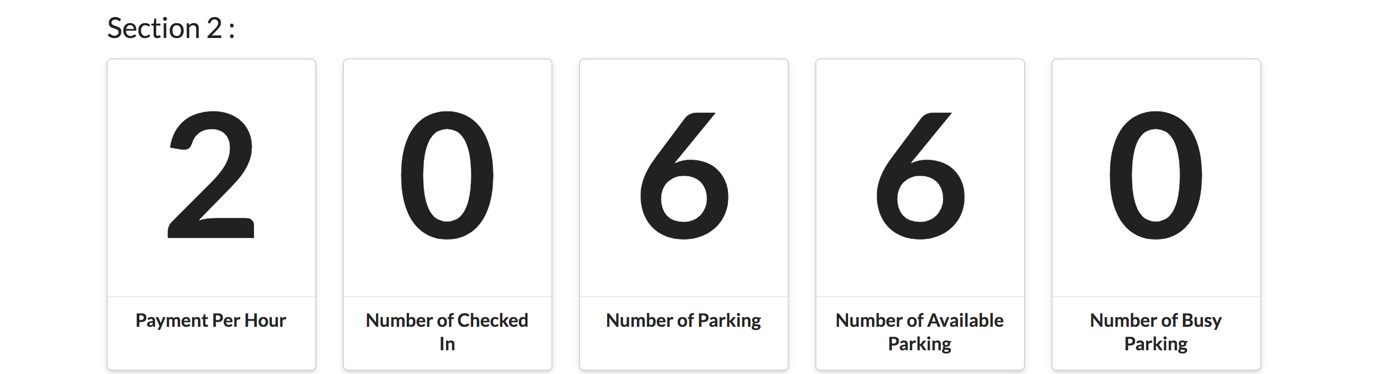 Section 2 :
2
0
6
6
0
Payment Per Hour
Number of Checked
In
Number of Parking
Number of Available
Parking
Number of Busy
Parking